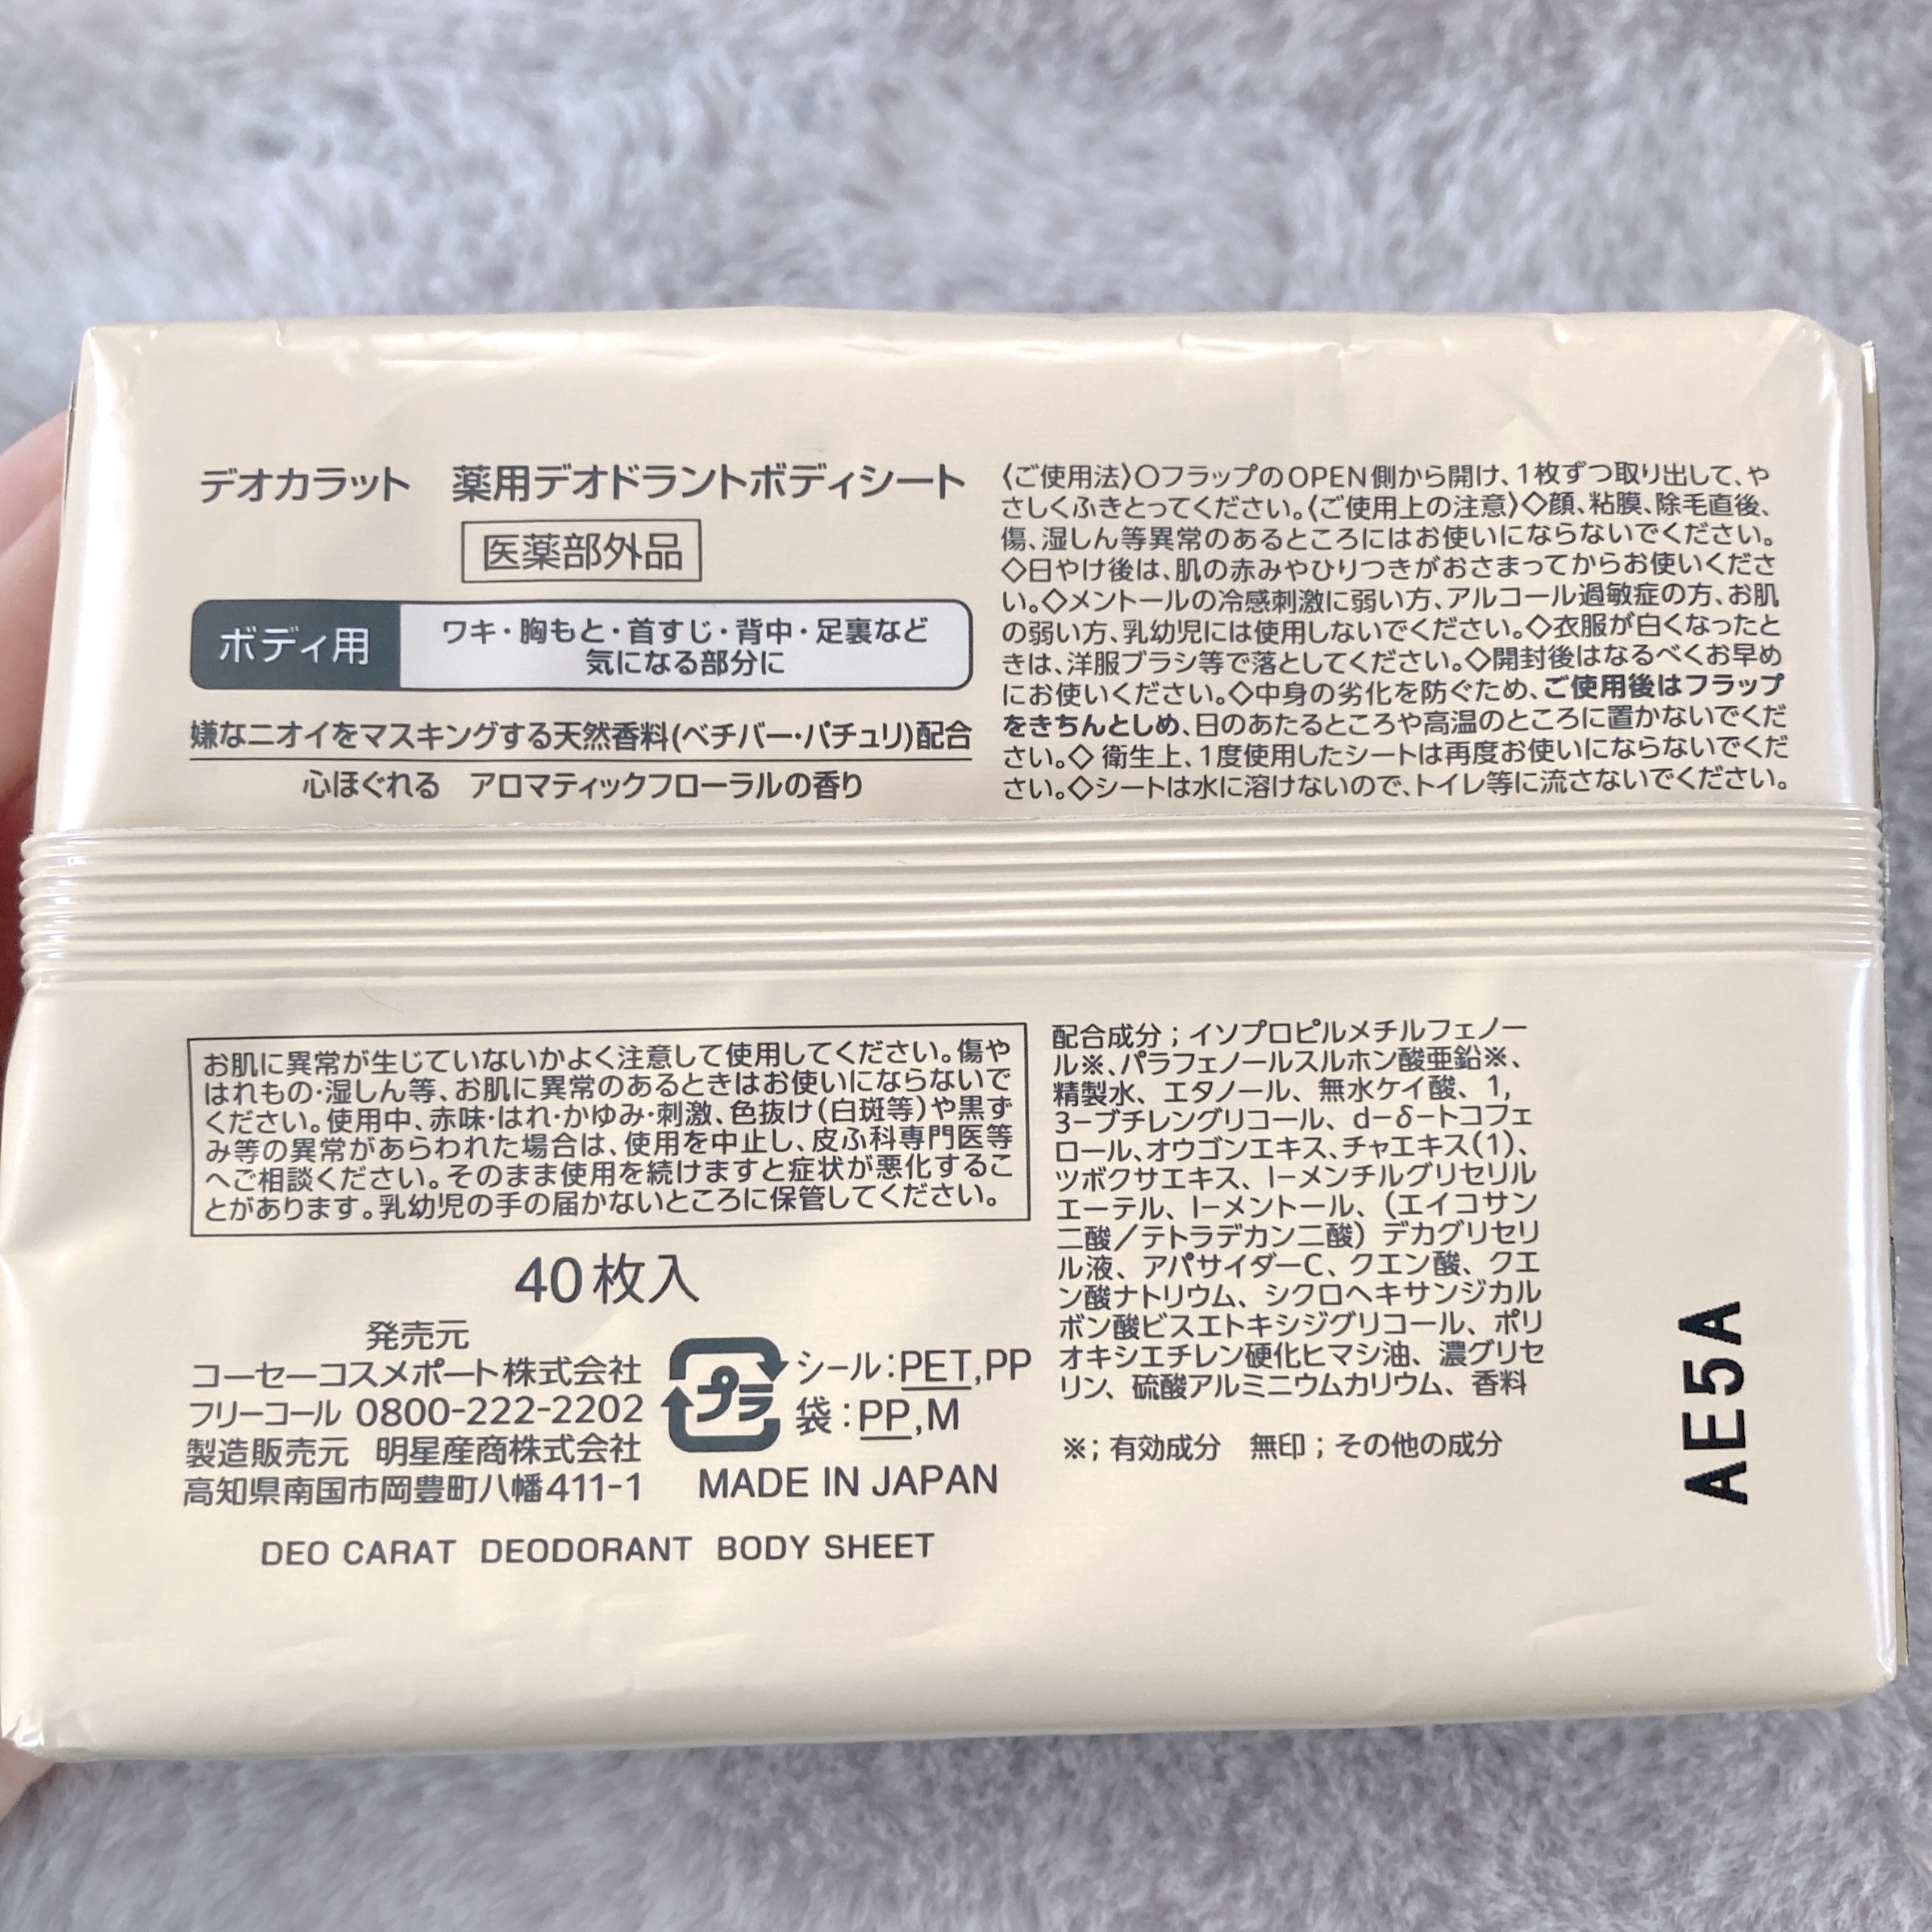 デオカラット　薬用デオドラントボディシート
医薬部外品
ボディ用
ワキ・胸もと・首すじ・背中・足裏など
気になる部分に
嫌なニオイをマスキングする天然香料(ベチバー・パチュリ)配合
心ほぐれる　アロマティックフローラルの香り
〈ご使用法〉○フラップのOPEN側から開け、1枚ずつ取り出して、や
さしくふきとってください。〈ご使用上の注意〉◇顔、粘膜、除毛直後、
傷、湿しん等異常のあるところにはお使いにならないでください。
◇日やけ後は、肌の赤みやひりつきがおさまってからお使いくださ
い。◇メントールの冷感刺激に弱い方、アルコール過敏症の方、お肌
の弱い方、乳幼児には使用しないでください。◇衣服が白くなったと
きは、洋服ブラシ等で落としてください。◇開封後はなるべくお早め
にお使いください。◇中身の劣化を防ぐため、ご使用後はフラップ
をきちんとしめ、日のあたるところや高温のところに置かないでくだ
さい。◇ 衛生上、1度使用したシートは再度お使いにならないでくだ
さい。◇シートは水に溶けないので、トイレ等に流さないでください。
お肌に異常が生じていないかよく注意して使用してください。傷や
はれもの・湿しん等、お肌に異常のあるときはお使いにならないで
ください。使用中、赤味・はれ・かゆみ・刺激、色抜け(白斑等)や黒ず
み等の異常があらわれた場合は、使用を中止し、皮ふ科専門医等
へご相談ください。そのまま使用を続けますと症状が悪化するこ
とがあります。乳幼児の手の届かないところに保管してください。
40枚入
発売元
コーセーコスメポート株式会社
フリーコール 0800-222-2202
製造販売元　明星産商株式会社
高知県南国市岡豊町八幡411-1
プラ
シール:PET,PP
袋:PP,M
MADE IN JAPAN
DEO CARAT DEODORANT BODY SHEET
配合成分;イソプロピルメチルフェノー
ル※、パラフェノールスルホン酸亜鉛※、
精製水、エタノール、無水ケイ酸、1,
3−ブチレングリコール、d−δ−トコフェ
ロール、オウゴンエキス、チャエキス(1)、
ツボクサエキス、l−メンチルグリセリル
エーテル、l−メントール、(エイコサン
二酸／テトラデカン二酸)デカグリセリ
ル液、アパサイダーC、クエン酸、クエ
ン酸ナトリウム、シクロヘキサンジカル
ボン酸ビスエトキシジグリコール、ポリ
オキシエチレン硬化ヒマシ油、濃グリセ
リン、硫酸アルミニウムカリウム、香料
※;有効成分　無印;その他の成分
AE5A